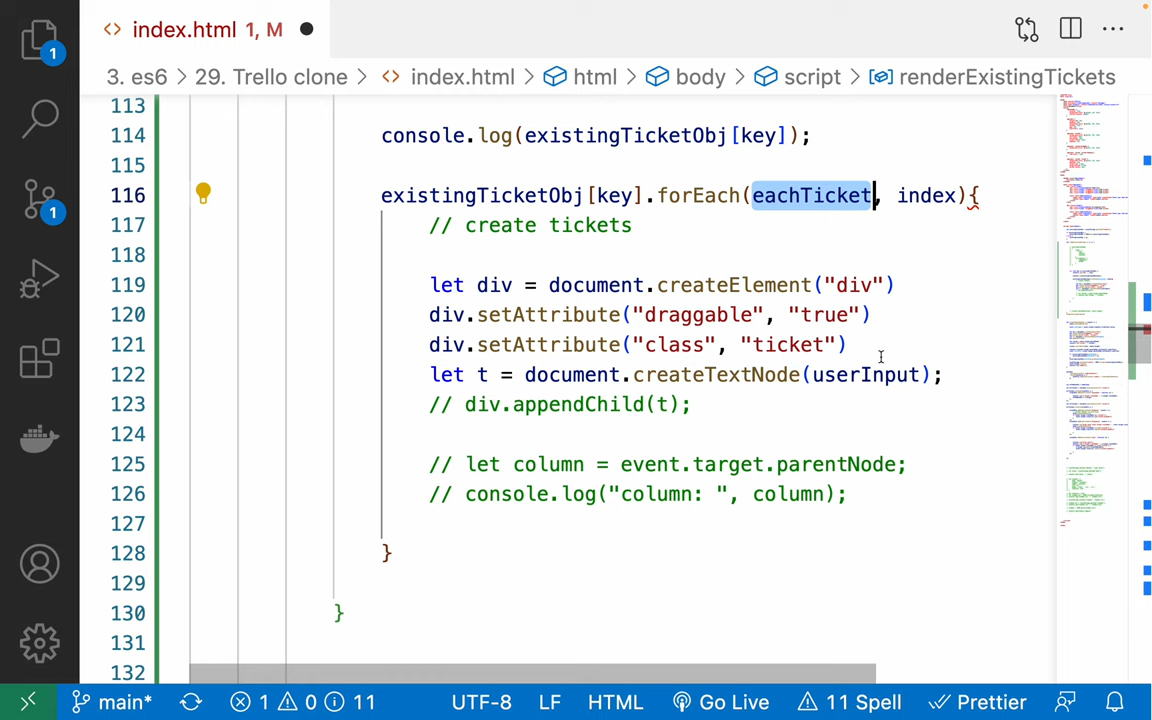 index.html 1, M
3. es6 > 29. Trello clone > index.html > html > body > script > renderExistingTickets
113
114 console.log(existingTicketObj[key]);
115
116 existingTicketObj[key].forEach(eachTicket, index){
117 // create tickets
118
119 let div = document.createElement("div")
120 div.setAttribute("draggable", "true")
121 div.setAttribute("class", "ticket")
122 let t = document.createTextNode(userInput);
123 // div.appendChild(t);
124
125 // let column = event.target.parentNode;
126 // console.log("column: ", column);
127
128 }
129
130 }
131
132
1
1
main* 1 0 11 UTF-8 LF HTML Go Live 11 Spell Prettier